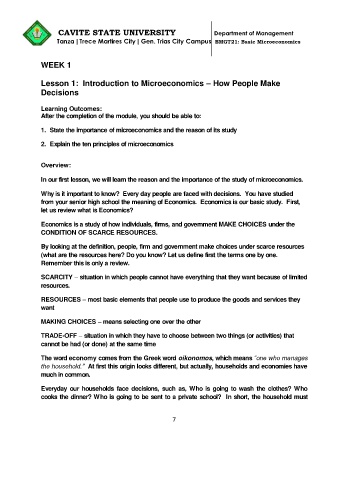 CAVITE STATE UNIVERSITY
Department of Management
Tanza | Trece Martires City | Gen. Trias City Campus
BMGT21: Basic Microeconomics
WEEK 1
Lesson 1: Introduction to Microeconomics – How People Make
Decisions
Learning Outcomes:
After the completion of the module, you should be able to:
1. State the importance of microeconomics and the reason of its study
2. Explain the ten principles of microeconomics
Overview:
In our first lesson, we will learn the reason and the importance of the study of microeconomics.
Why is it important to know? Every day people are faced with decisions. You have studied
from your senior high school the meaning of Economics. Economics is our basic study. First,
let us review what is Economics?
Economics is a study of how individuals, firms, and government MAKE CHOICES under the
CONDITION OF SCARCE RESOURCES.
By looking at the definition, people, firm and government make choices under scarce resources
(what are the resources here? Do you know? Let us define first the terms one by one.
Remember this is only a review.
SCARCITY – situation in which people cannot have everything that they want because of limited
resources.
RESOURCES – most basic elements that people use to produce the goods and services they
want
MAKING CHOICES – means selecting one over the other
TRADE-OFF – situation in which they have to choose between two things (or activities) that
cannot be had (or done) at the same time
The word economy comes from the Greek word oikonomos, which means "one who manages
the household." At first this origin looks different, but actually, households and economies have
much in common.
Everyday our households face decisions, such as, Who is going to wash the clothes? Who
cooks the dinner? Who is going to be sent to a private school? In short, the household must
7